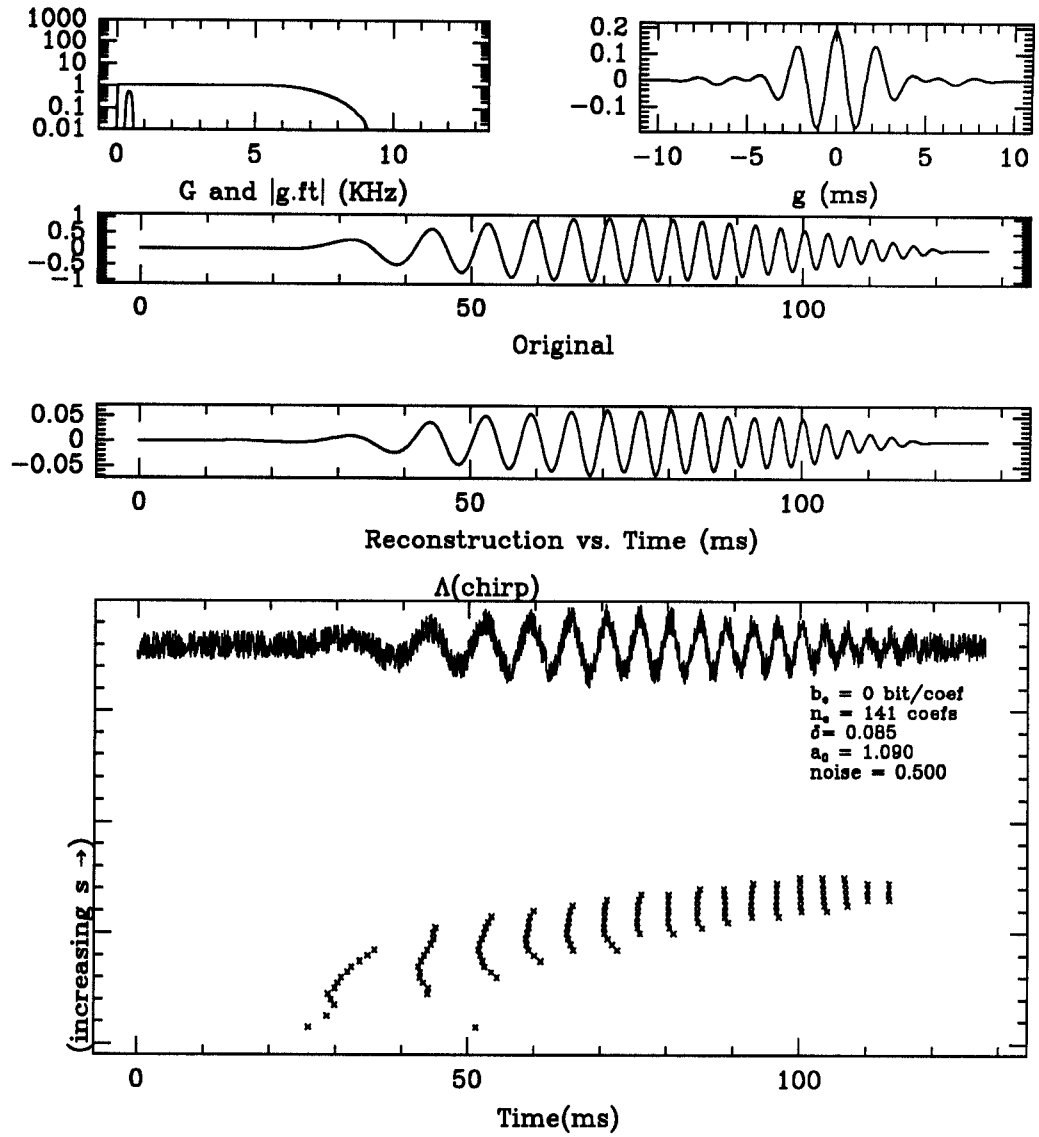 1000
100
10
1
0.1
0.01
0 5 10
G and |g.ft| (KHz)
0.2
0.1
0
−0.1
−10 −5 0 5 10
g (ms)
1
0.5
0
−0.5
−1
0 50 100
Original
0.05
0
−0.05
0 50 100
Reconstruction vs. Time (ms)
Λ(chirp)
b₀ = 0 bit/coef
nₑ = 141 coefs
δ= 0.085
a₀ = 1.090
noise = 0.500
(increasing s →)
0 50 100
Time(ms)